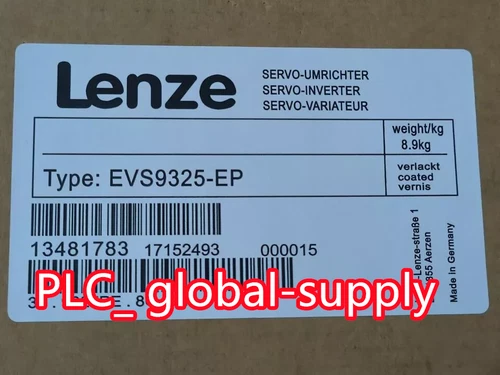 Lenze
SERVO-UMRICHTER
SERVO-INVERTER
SERVO-VARIATEUR
weight/kg
8.9kg
Type: EVS9325-EP
verlackt
coated
vernis
13481783 17152493 000015
-Lenze-straße 1
855 Aerzen
Made in Germany
PLC_ global-supply